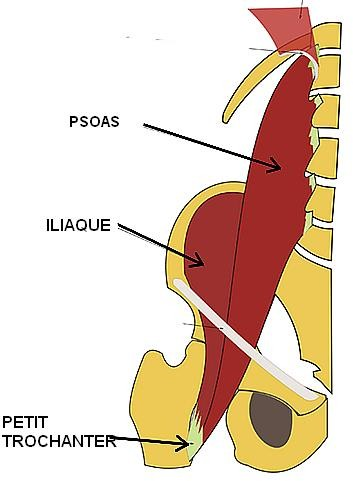 PSOAS
ILIAQUE
PETIT
TROCHANTER